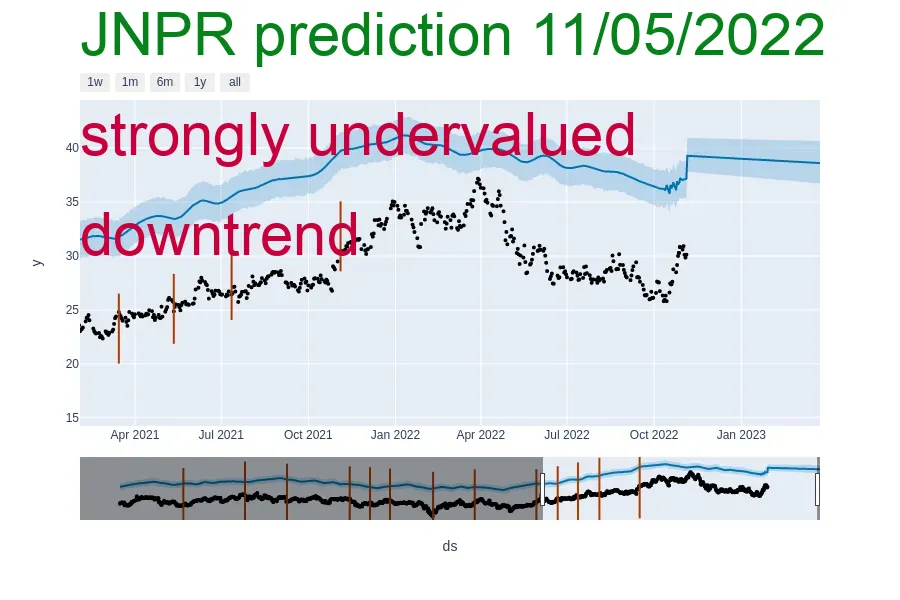 JNPR prediction 11/05/2022
1w 1m 6m 1y all
strongly undervalued
downtrend
40
35
30
25
20
15
y
Apr 2021 Jul 2021 Oct 2021 Jan 2022 Apr 2022 Jul 2022 Oct 2022 Jan 2023
ds